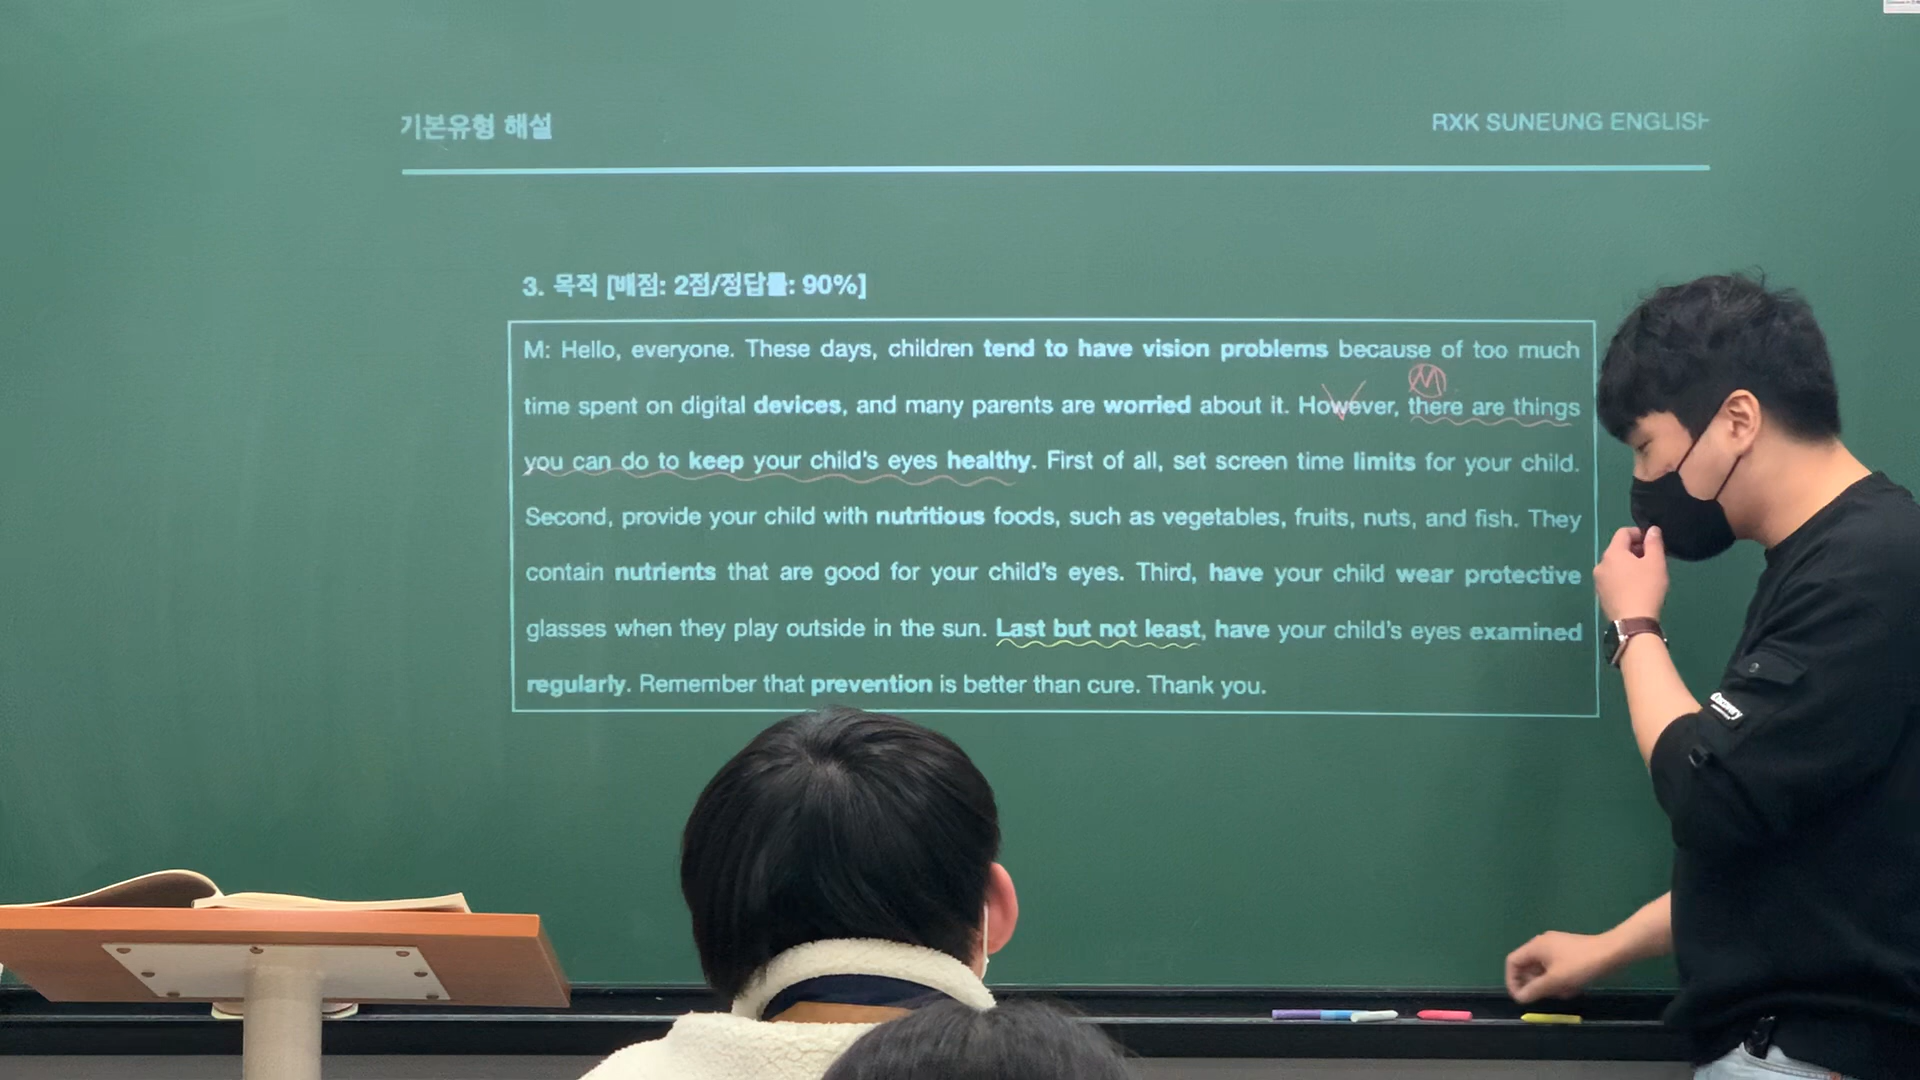 기본유형 해설
RXK SUNEUNG ENGLISH
3. 목적 [배점: 2점/정답률: 90%]
M: Hello, everyone. These days, children tend to have vision problems because of too much
M
time spent on digital devices, and many parents are worried about it. However, there are things
you can do to keep your child's eyes healthy. First of all, set screen time limits for your child.
Second, provide your child with nutritious foods, such as vegetables, fruits, nuts, and fish. They
contain nutrients that are good for your child's eyes. Third, have your child wear protective
glasses when they play outside in the sun. Last but not least, have your child's eyes examined
regularly. Remember that prevention is better than cure. Thank you.
Discovery